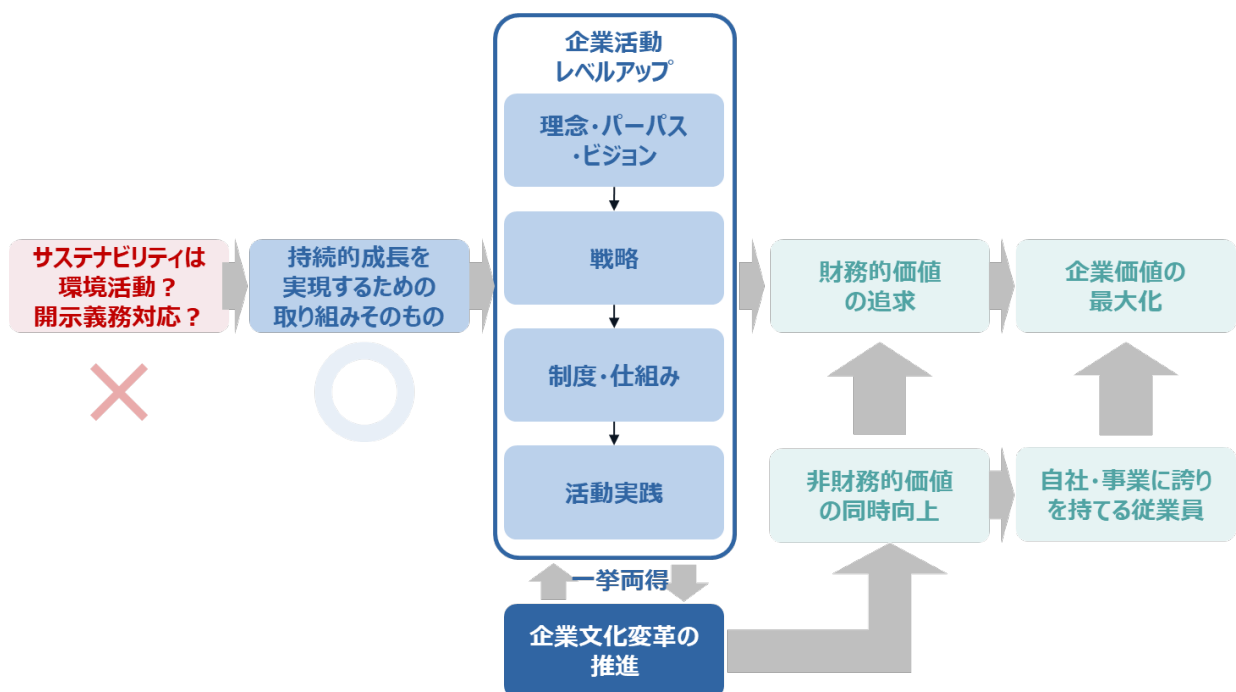 企業活動
レベルアップ
理念・パーパス
・ビジョン
戦略
制度・仕組み
活動実践
サステナビリティは
環境活動？
開示義務対応？
持続的成長を
実現するための
取り組みそのもの
財務的価値
の追求
企業価値の
最大化
非財務的価値
の同時向上
自社・事業に誇り
を持てる従業員
一挙両得
企業文化変革の
推進